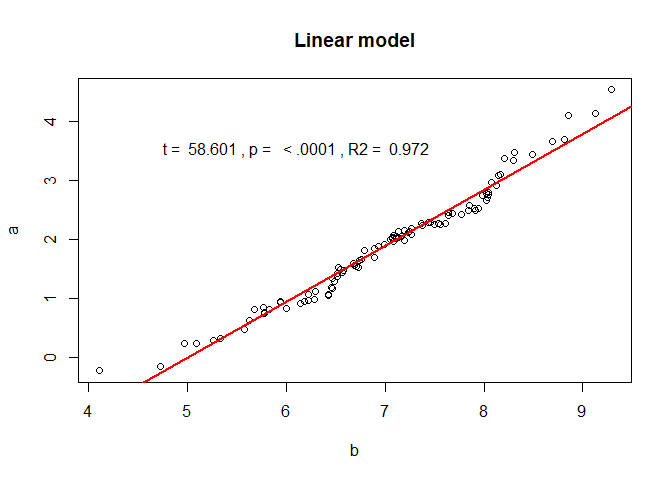 Linear model
t = 58.601 , p = < .0001 , R2 = 0.972
4
3
2
1
0
a
4 5 6 7 8 9
b